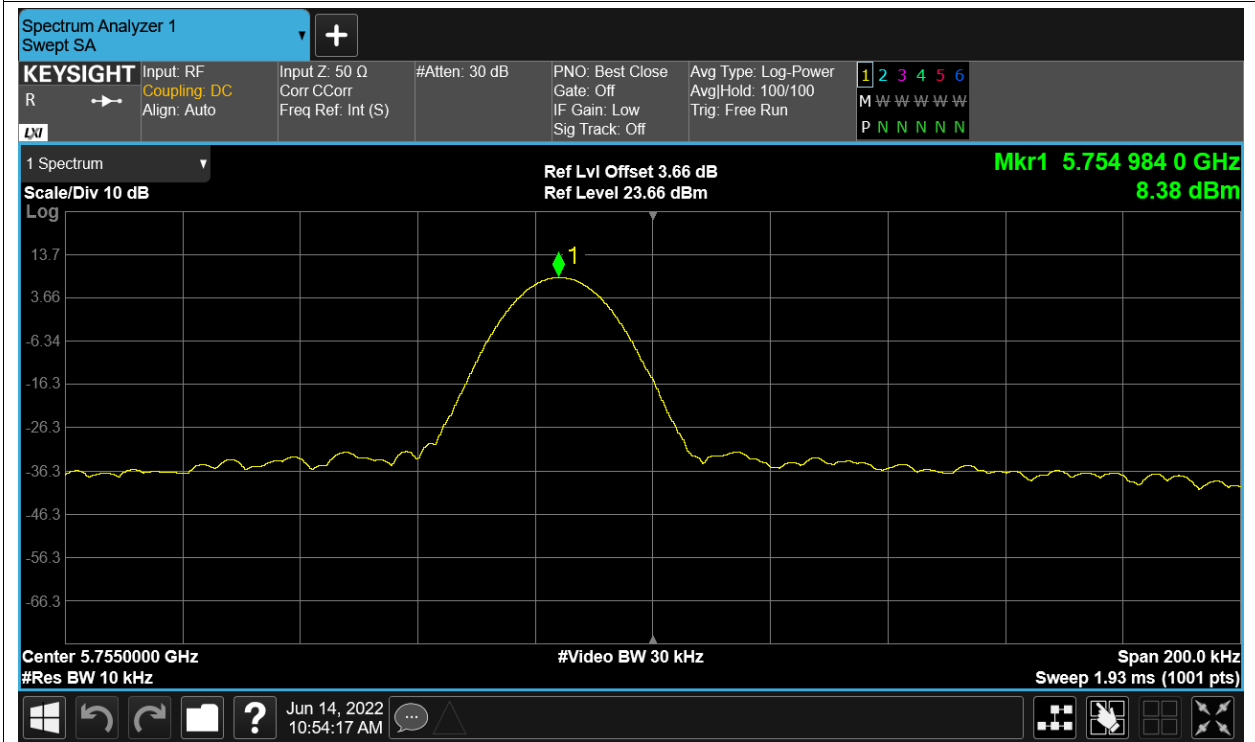 Spectrum Analyzer 1
Swept SA
+
KEYSIGHT
R
LXI
Input: RF
Coupling: DC
Align: Auto
Input Z: 50 Ω
Corr CCorr
Freq Ref: Int (S)
#Atten: 30 dB
PNO: Best Close
Gate: Off
IF Gain: Low
Sig Track: Off
Avg Type: Log-Power
Avg|Hold: 100/100
Trig: Free Run
1 2 3 4 5 6
M W W W W W
P N N N N N
1 Spectrum
Scale/Div 10 dB
Log
Ref Lvl Offset 3.66 dB
Ref Level 23.66 dBm
Mkr1 5.754 984 0 GHz
8.38 dBm
1
13.7
3.66
-6.34
-16.3
-26.3
-36.3
-46.3
-56.3
-66.3
Center 5.7550000 GHz
#Res BW 10 kHz
#Video BW 30 kHz
Span 200.0 kHz
Sweep 1.93 ms (1001 pts)
?
Jun 14, 2022
10:54:17 AM